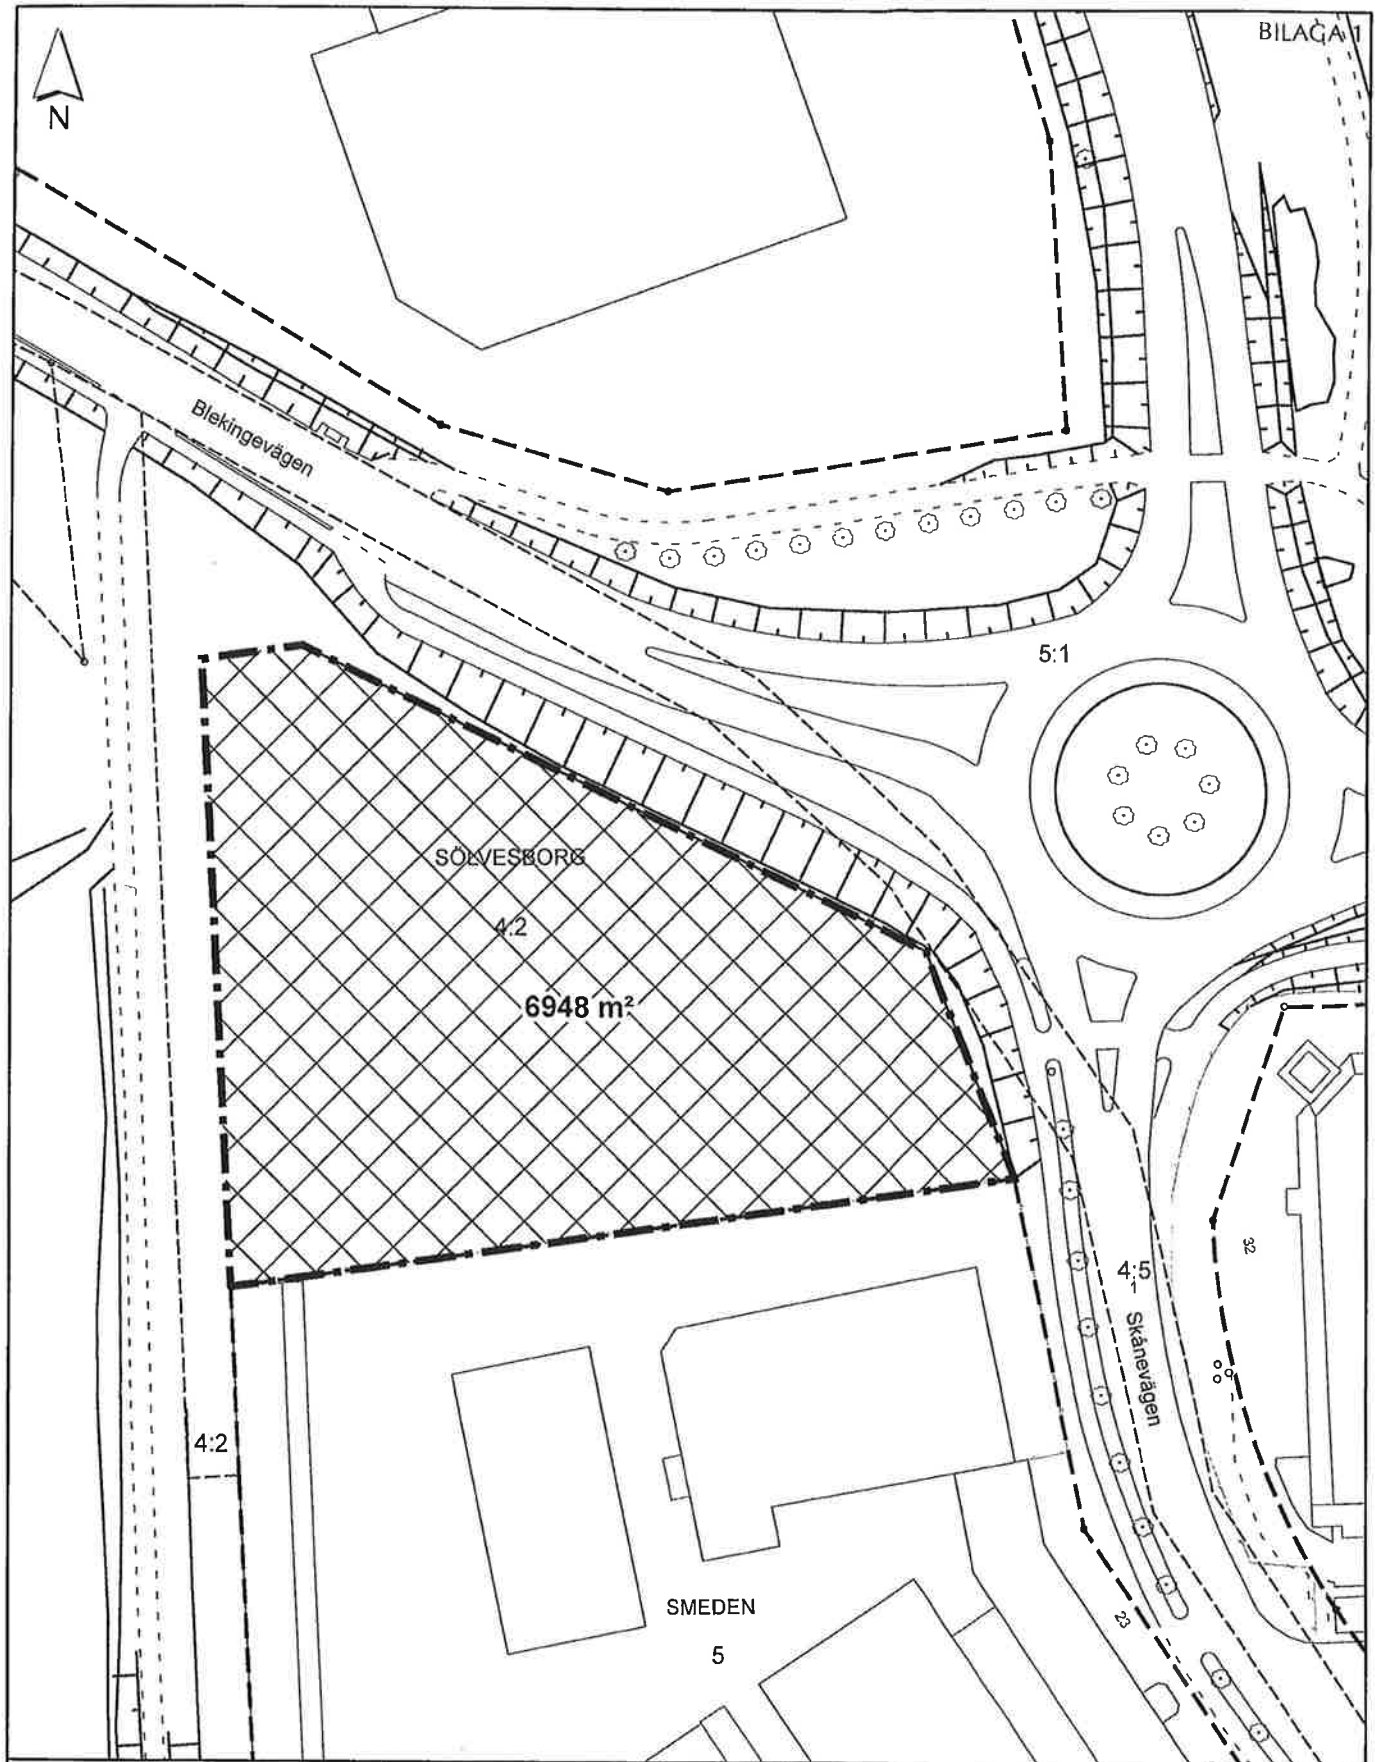 BILAGA 1
N
Blekingevägen
5:1
SÖLVESBORG
4:2
6948 m²
32
4:5
1
Skånevägen
4:2
SMEDEN
5
23